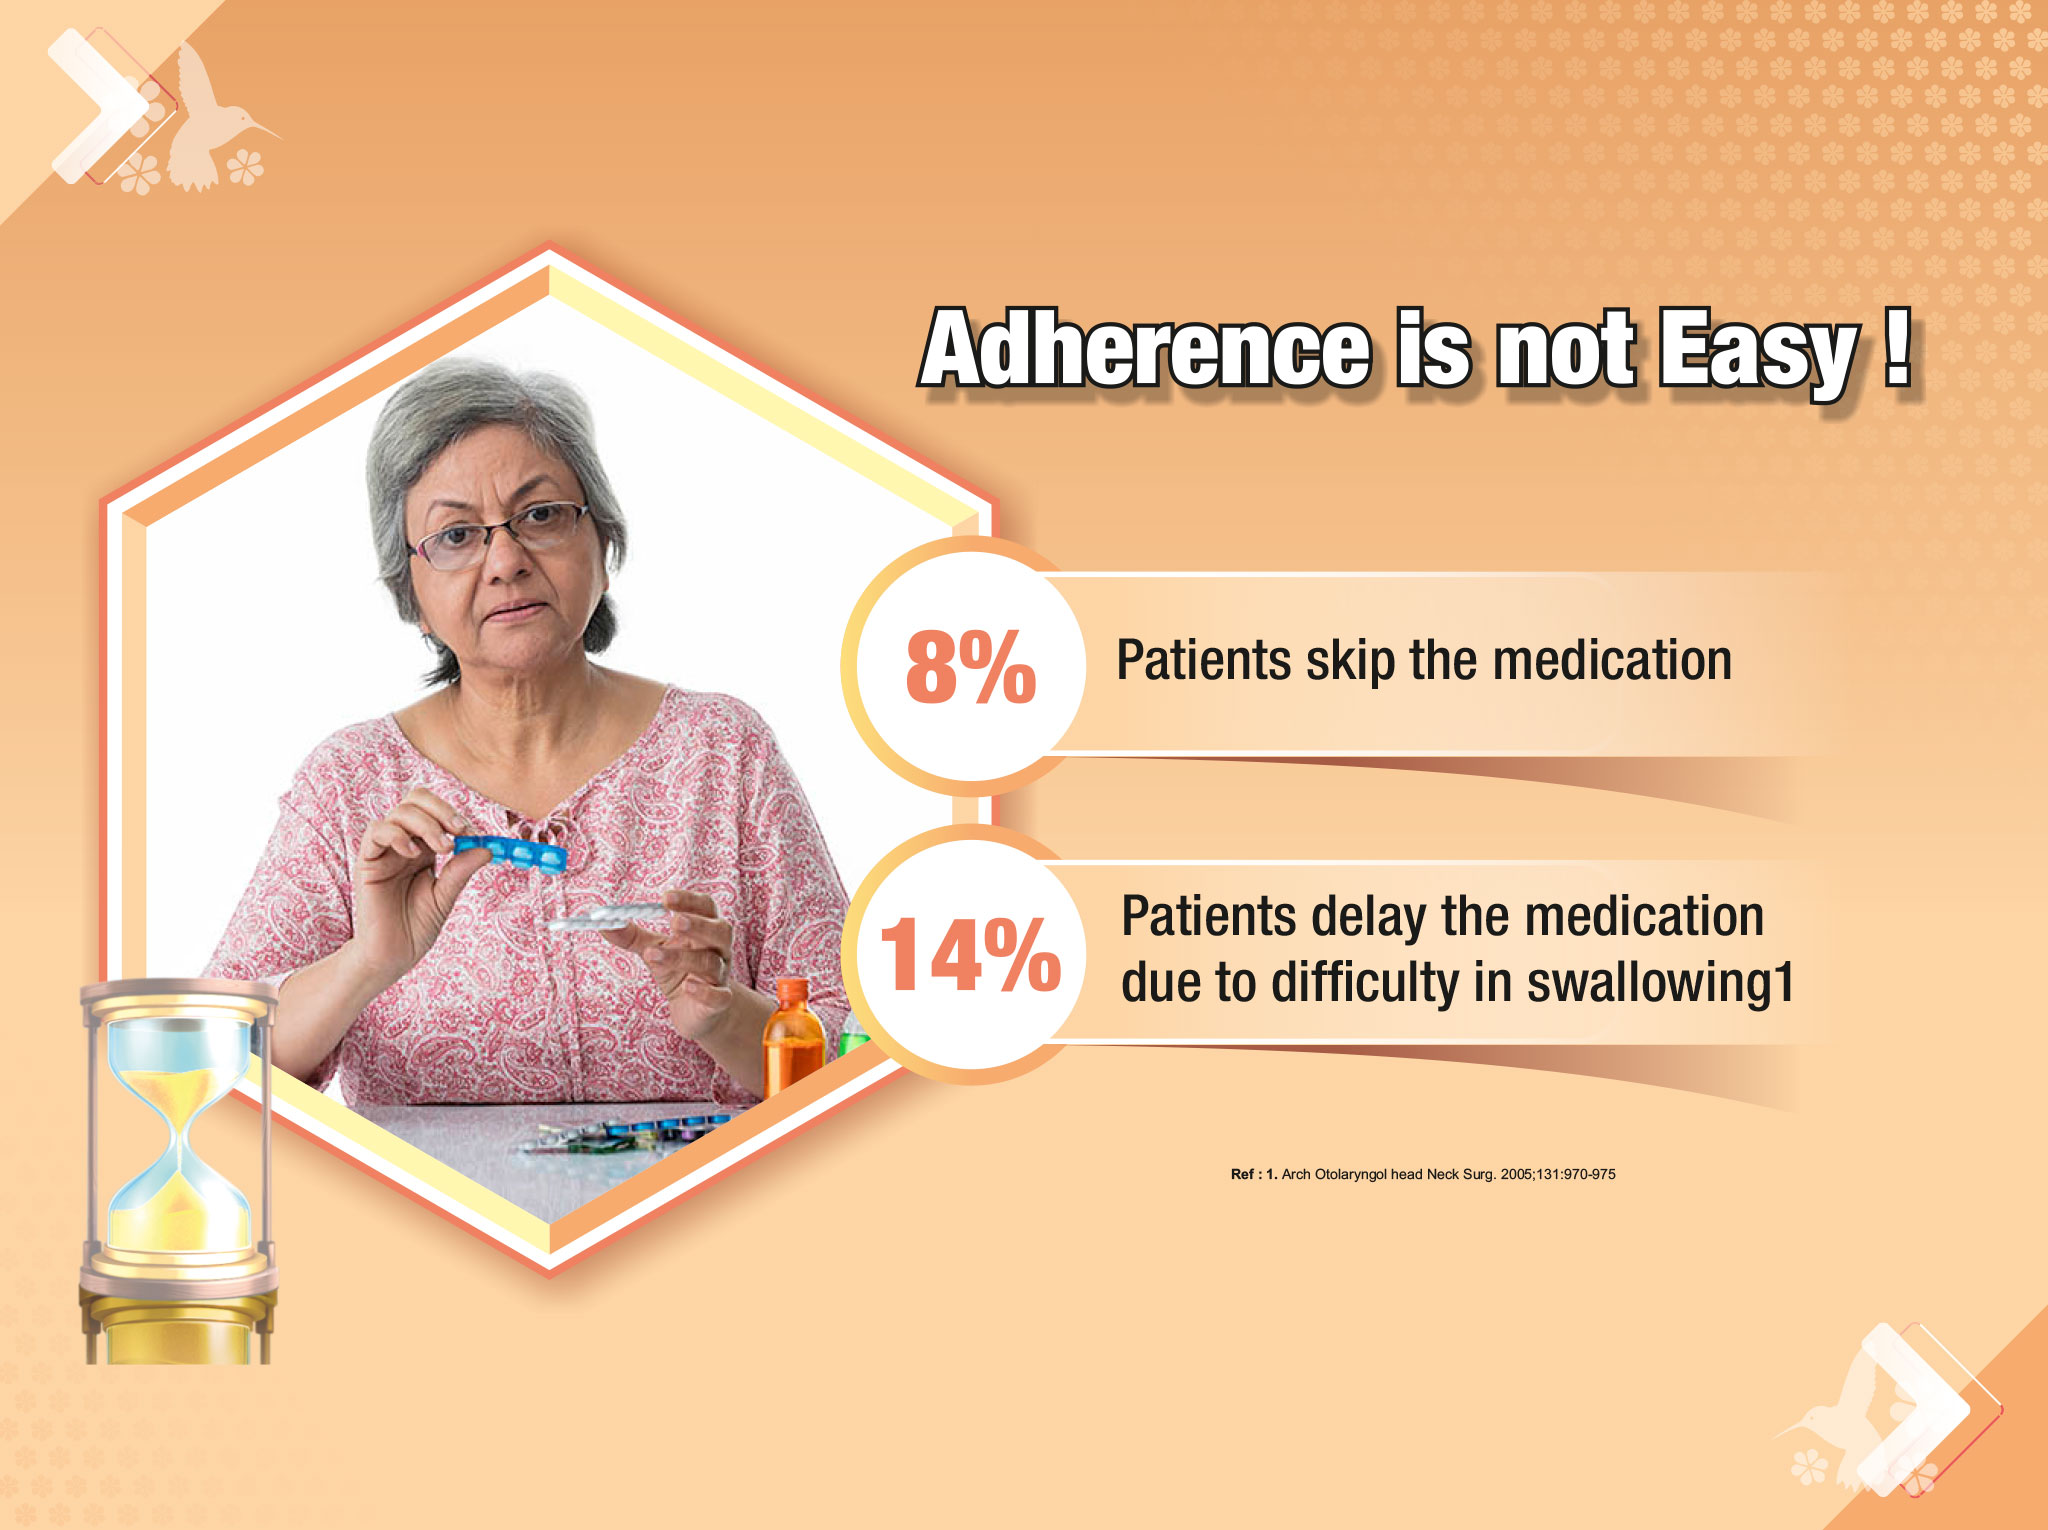 Adherence is not Easy !
8%
Patients skip the medication
14%
Patients delay the medication
due to difficulty in swallowing1
Ref : 1. Arch Otolaryngol head Neck Surg. 2005;131:970-975